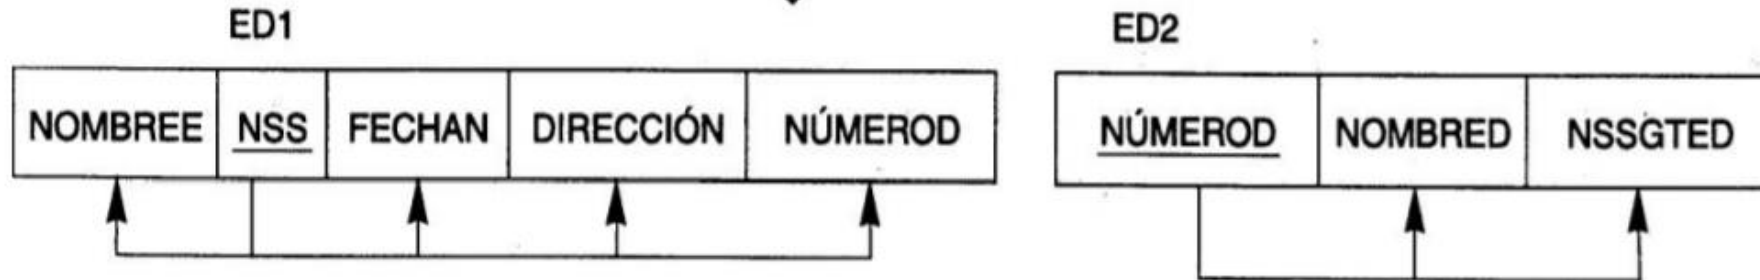 ED1
ED2
NOMBREE NSS FECHAN DIRECCIÓN NÚMEROD
NÚMEROD NOMBRED NSSGTED